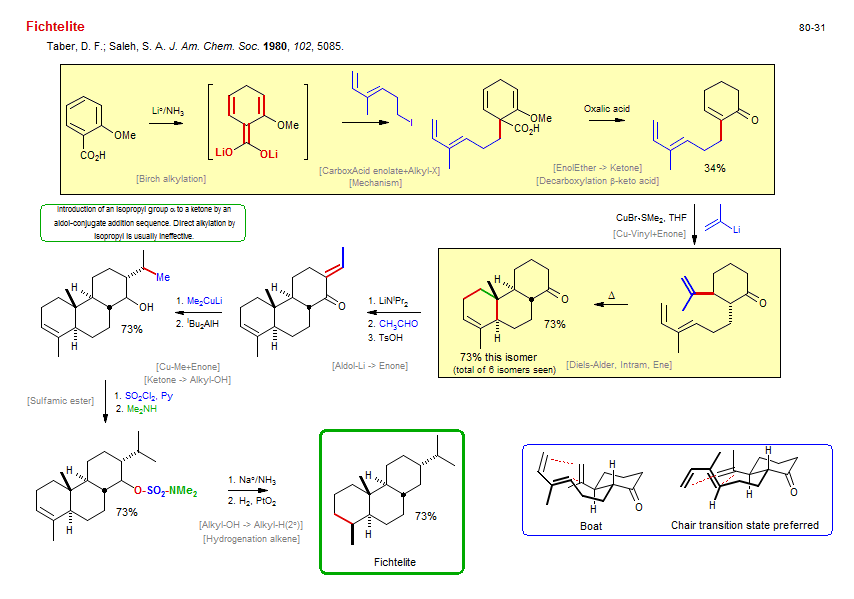 Fichtelite
80-31
Taber, D. F.; Saleh, S. A. J. Am. Chem. Soc. 1980, 102, 5085.
Li°/NH3
OMe
CO2H
[Birch alkylation]
OMe
LiO
OLi
I
[CarboxAcid enolate+Alkyl-X]
[Mechanism]
OMe
CO2H
Oxalic acid
[EnolEther -> Ketone]
[Decarboxylation β-keto acid]
O
34%
CuBr•SMe2, THF
[Cu-Vinyl+Enone]
Li
Introduction of an isopropyl group α to a ketone by an
aldol-conjugate addition sequence. Direct alkylation by
isopropyl is usually ineffective.
O
Δ
[Diels-Alder, Intram, Ene]
H
O
H
73%
73% this isomer
(total of 6 isomers seen)
1. LiNiPr2
2. CH3CHO
3. TsOH
[Aldol-Li -> Enone]
H
O
H
1. Me2CuLi
2. iBu2AlH
[Cu-Me+Enone]
[Ketone -> Alkyl-OH]
Me
H
OH
H
73%
[Sulfamic ester]
1. SO2Cl2, Py
2. Me2NH
H
O-SO2-NMe2
H
73%
1. Na°/NH3
2. H2, PtO2
[Alkyl-OH -> Alkyl-H(2°)]
[Hydrogenation alkene]
H
H
73%
Fichtelite
H
H
O
Boat
H
H
H
O
Chair transition state preferred